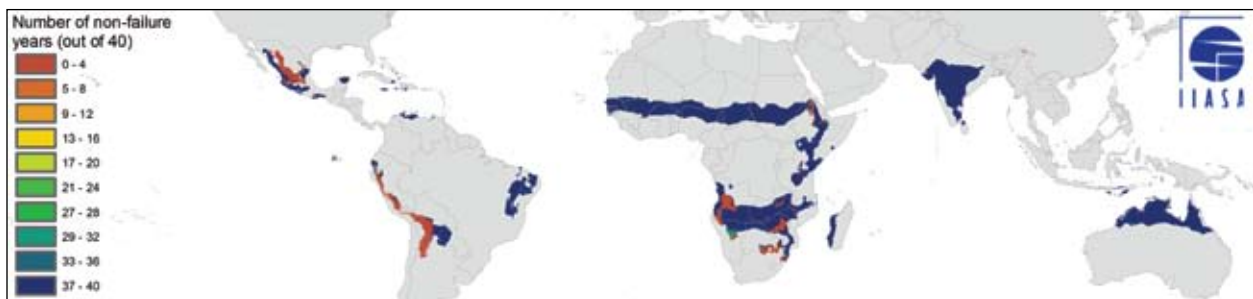 Number of non-failure
years (out of 40)
0 - 4
5 - 8
9 - 12
13 - 16
17 - 20
21 - 24
27 - 28
29 - 32
33 - 36
37 - 40
IIASA